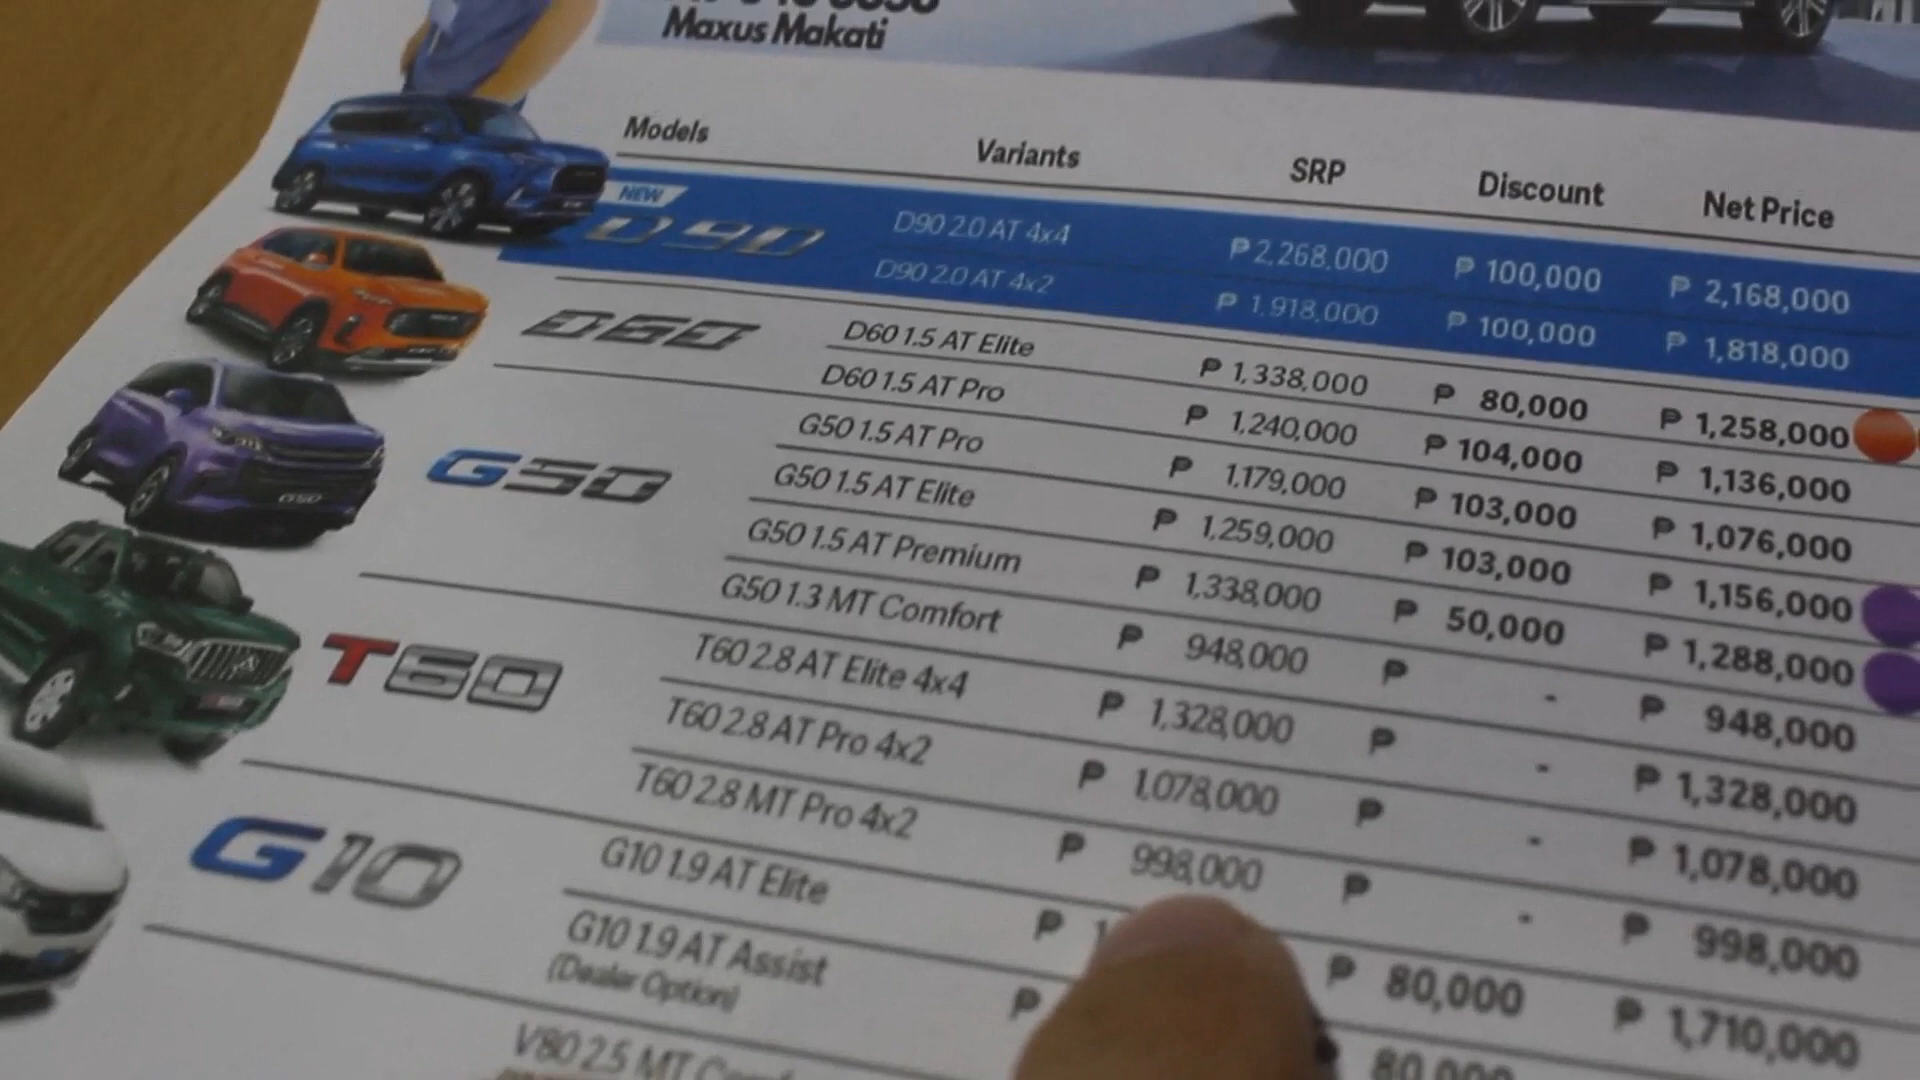 Maxus Makati
Models Variants SRP Discount Net Price
NEW
D90
D90 2.0 AT 4x4 ₱2,268,000 ₱ 100,000 ₱ 2,168,000
D90 2.0 AT 4x2 ₱ 1,918,000 ₱ 100,000 ₱ 1,818,000
D60
D60 1.5 AT Elite ₱ 1,338,000 ₱ 80,000 ₱ 1,258,000
D60 1.5 AT Pro ₱ 1,240,000 ₱ 104,000 ₱ 1,136,000
G50
G50 1.5 AT Pro ₱ 1,179,000 ₱ 103,000 ₱ 1,076,000
G50 1.5 AT Elite ₱ 1,259,000 ₱ 103,000 ₱ 1,156,000
G50 1.5 AT Premium ₱ 1,338,000 ₱ 50,000 ₱ 1,288,000
G50 1.3 MT Comfort ₱ 948,000 ₱ - ₱ 948,000
T60
T60 2.8 AT Elite 4x4 ₱ 1,328,000 ₱ - ₱ 1,328,000
T60 2.8 AT Pro 4x2 ₱ 1,078,000 ₱ - ₱ 1,078,000
T60 2.8 MT Pro 4x2 ₱ 998,000 ₱ - ₱ 998,000
G10
G10 1.9 AT Elite ₱ 1 ₱ 80,000 ₱ 1,710,000
G10 1.9 AT Assist ₱ 80,000
(Dealer Option)
V80 2.5 MT
G50